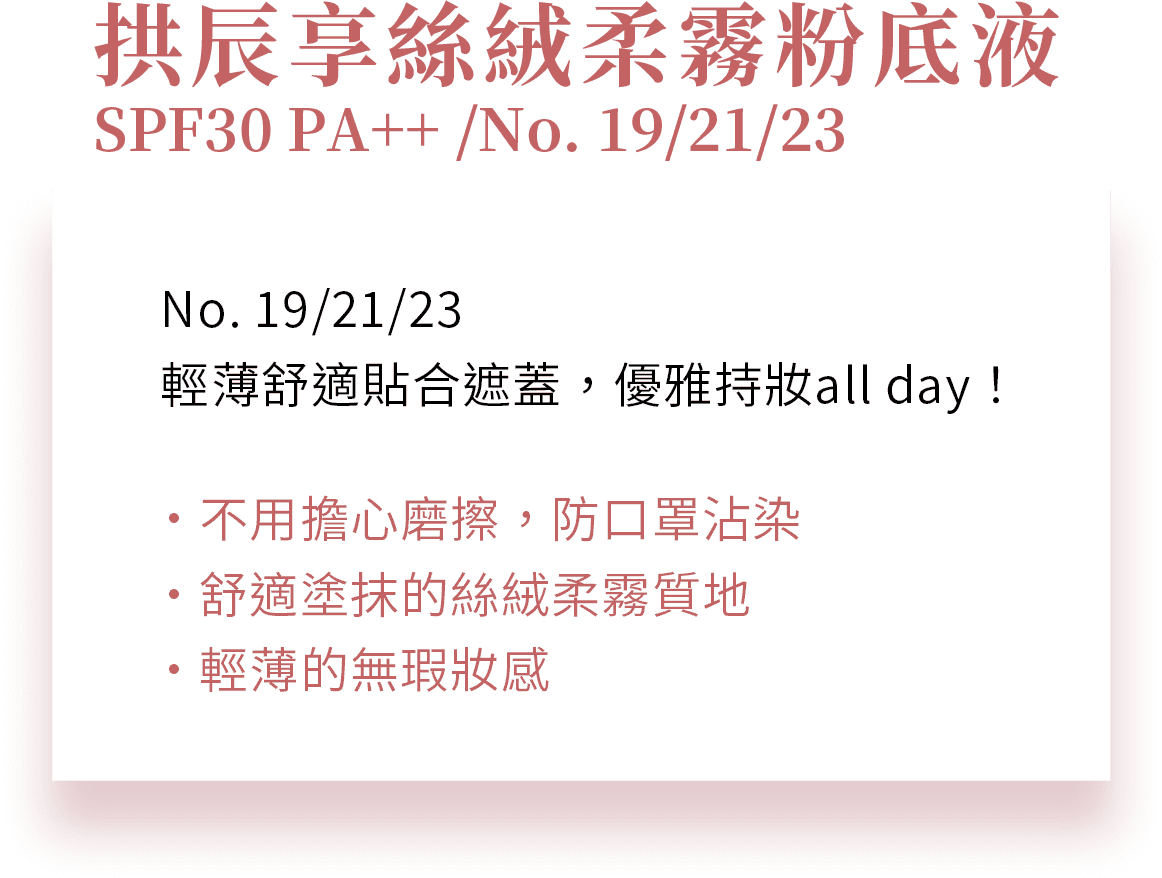 拱辰享絲絨柔霧粉底液
SPF30 PA++ /No. 19/21/23
No. 19/21/23
輕薄舒適貼合遮蓋，優雅持妝all day！
・不用擔心磨擦，防口罩沾染
・舒適塗抹的絲絨柔霧質地
・輕薄的無瑕妝感